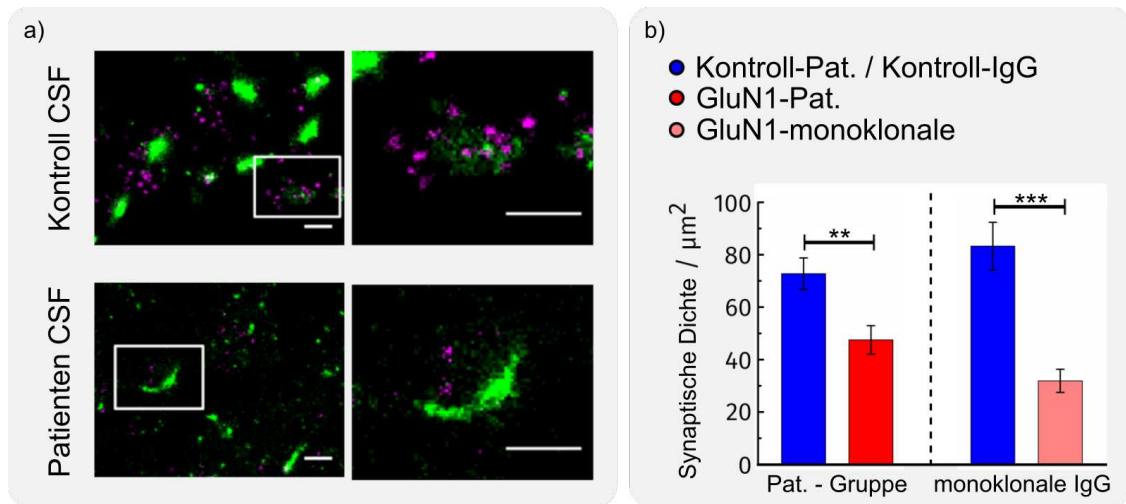 a)
Kontroll CSF
Patienten CSF
b)
Kontroll-Pat. / Kontroll-IgG
GluN1-Pat.
GluN1-monoklonale
Synaptische Dichte / µm²
100
80
60
40
20
0
**
***
Pat. - Gruppe
monoklonale IgG